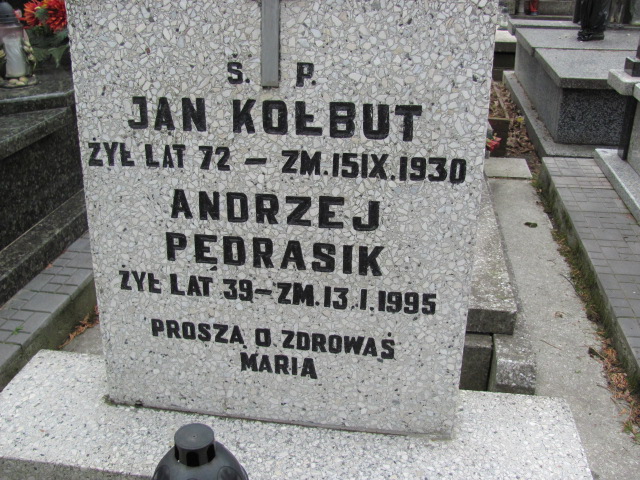 Ś. P.
JAN KOŁBUT
ŻYŁ LAT 72 – ZM. 15 IX. 1930
ANDRZEJ
PĘDRASIK
ŻYŁ LAT 39 – ZM. 13. I. 1995
PROSZĄ O ZDROWAŚ
MARIA